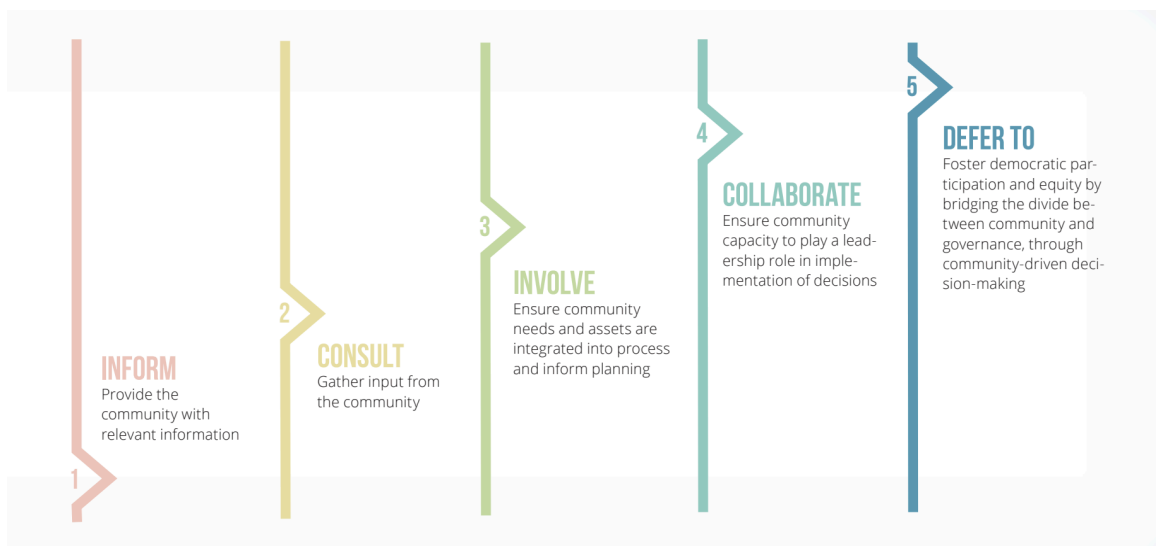 1
INFORM
Provide the
community with
relevant information
2
CONSULT
Gather input from
the community
3
INVOLVE
Ensure community
needs and assets are
integrated into process
and inform planning
4
COLLABORATE
Ensure community
capacity to play a lead-
ership role in imple-
mentation of decisions
5
DEFER TO
Foster democratic par-
ticipation and equity by
bridging the divide be-
tween community and
governance, through
community-driven deci-
sion-making